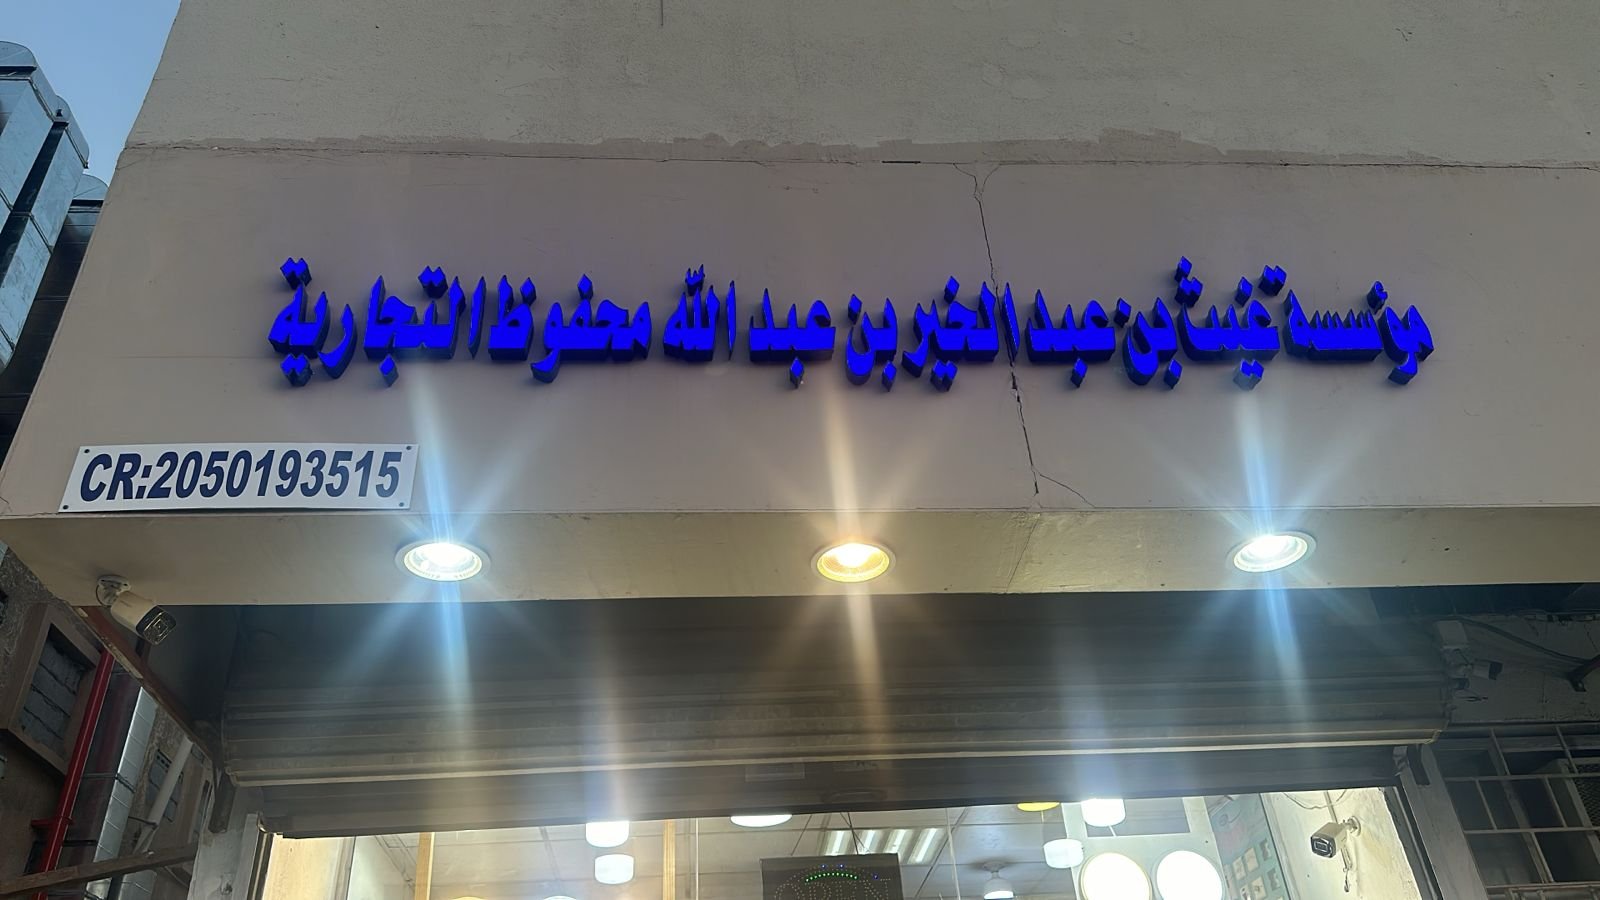 مؤسسة غيث بن عبد الخير بن عبد الله محفوظ التجارية
CR:2050193515